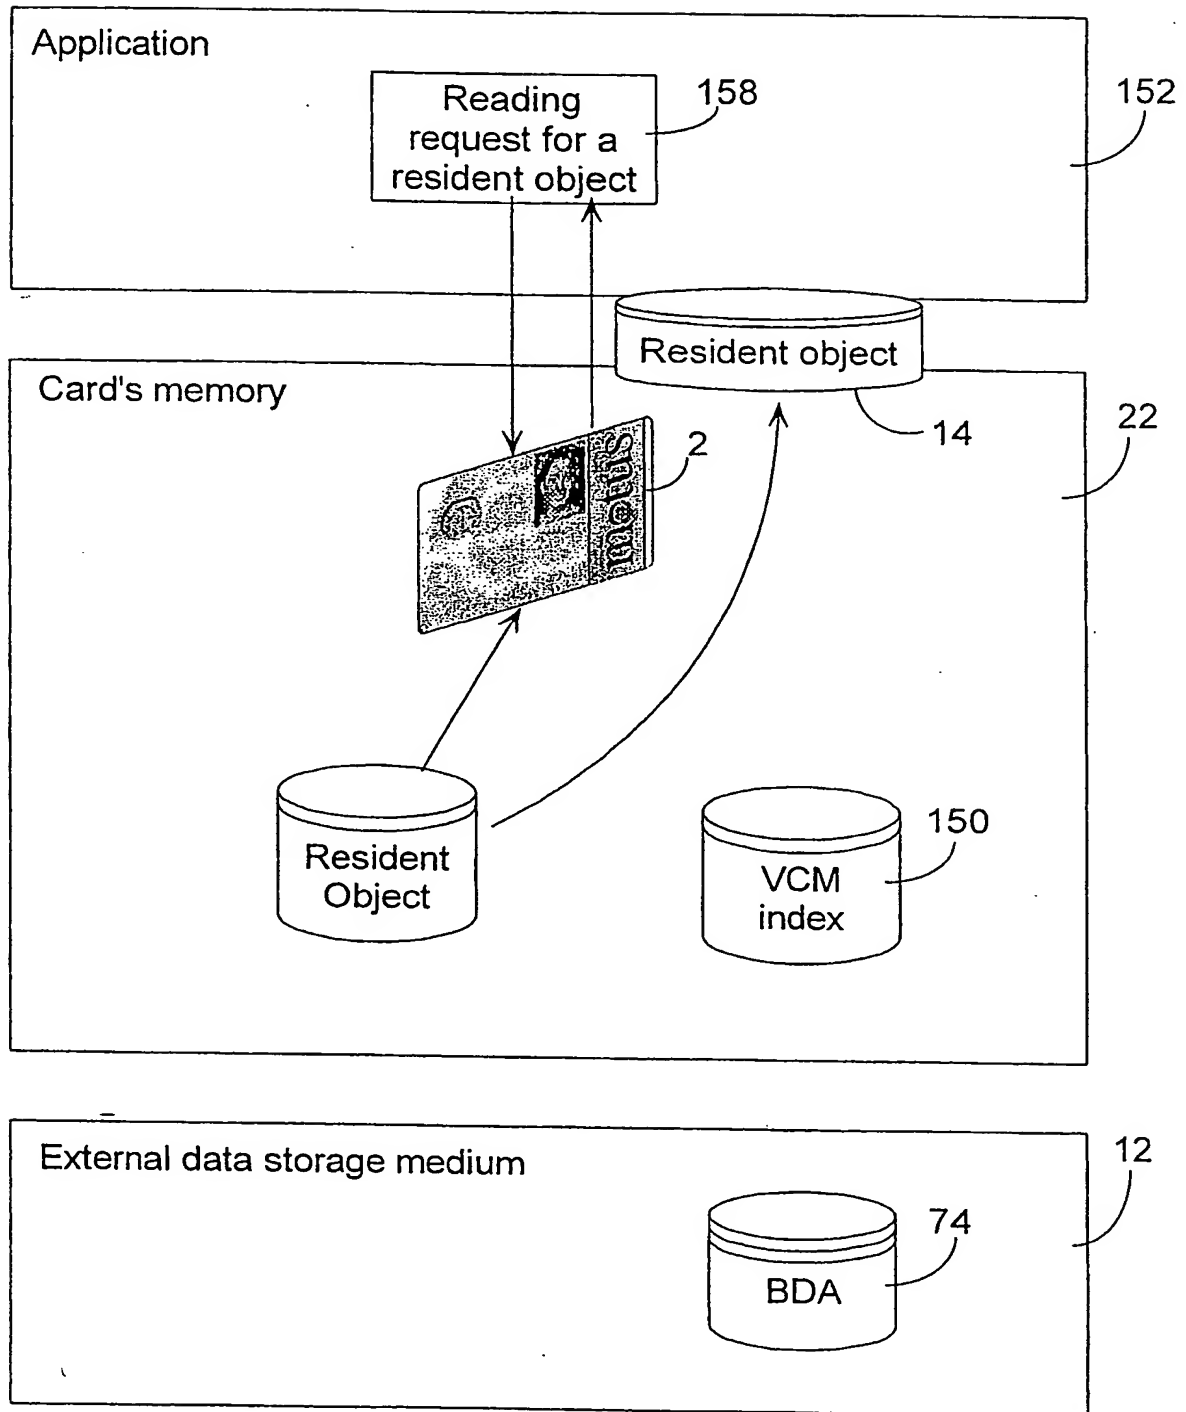 Application
152
Reading
request for a
resident object
158
Resident object
14
Card's memory
22
2
motus
Resident
Object
VCM
index
150
External data storage medium
12
BDA
74